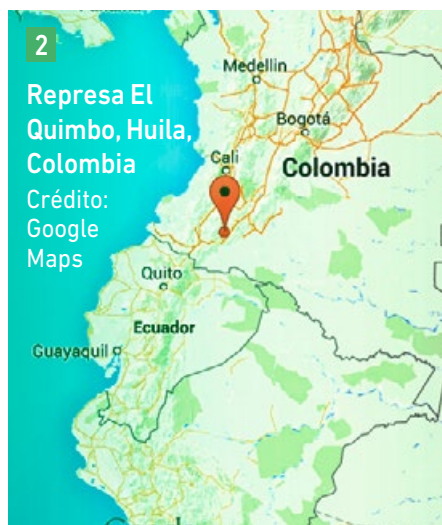 2
Represa El
Quimbo, Huila,
Colombia
Crédito:
Google
Maps
Medellin
Bogotá
Cali
Colombia
Quito
Ecuador
Guayaquil